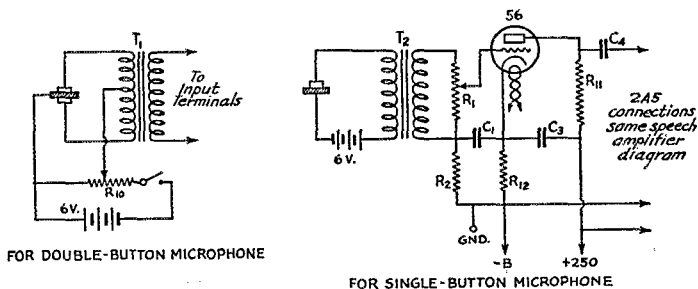 T1
To
Input
Terminals
R10
6V.
FOR DOUBLE-BUTTON MICROPHONE
T2
6V.
R1
R2
C1
56
C3
R12
R11
C4
GND.
-B
+250
2A5
connections
same speech
amplifier
diagram
FOR SINGLE-BUTTON MICROPHONE